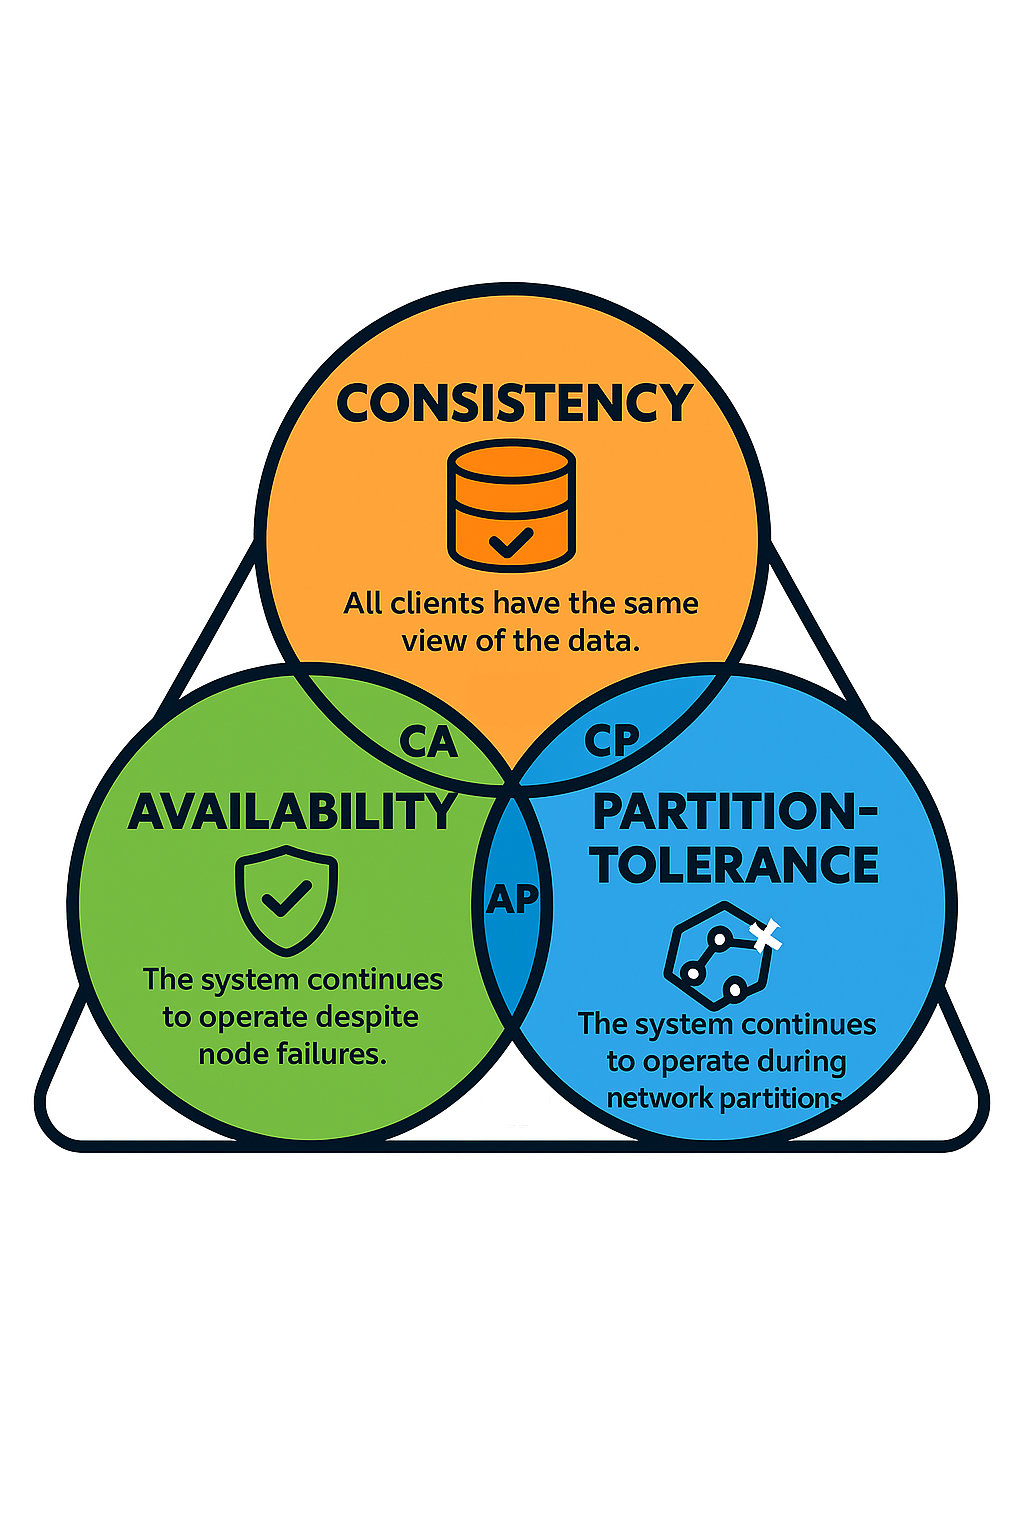 CONSISTENCY
All clients have the same
view of the data.
CA
CP
AVAILABILITY
The system continues
to operate despite
node failures.
AP
PARTITION-
TOLERANCE
The system continues
to operate during
network partitions